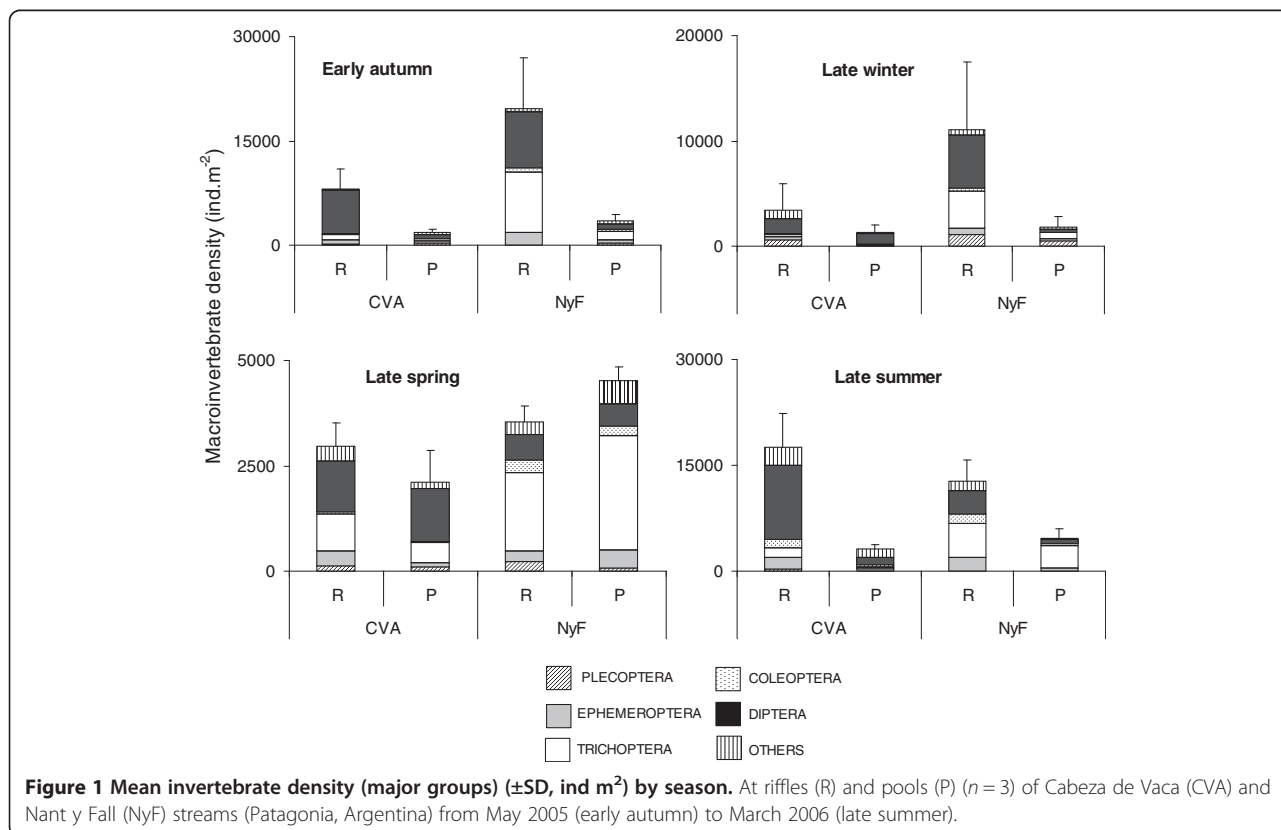 Macroinvertebrate density (ind.m-2)
Early autumn
30000
15000
0
R P R P
CVA NyF
Late winter
20000
10000
0
R P R P
CVA NyF
Late spring
5000
2500
0
R P R P
CVA NyF
Late summer
30000
15000
0
R P R P
CVA NyF
PLECOPTERA COLEOPTERA
EPHEMEROPTERA DIPTERA
TRICHOPTERA OTHERS
Figure 1 Mean invertebrate density (major groups) (±SD, ind m²) by season. At riffles (R) and pools (P) (n = 3) of Cabeza de Vaca (CVA) and
Nant y Fall (NyF) streams (Patagonia, Argentina) from May 2005 (early autumn) to March 2006 (late summer).